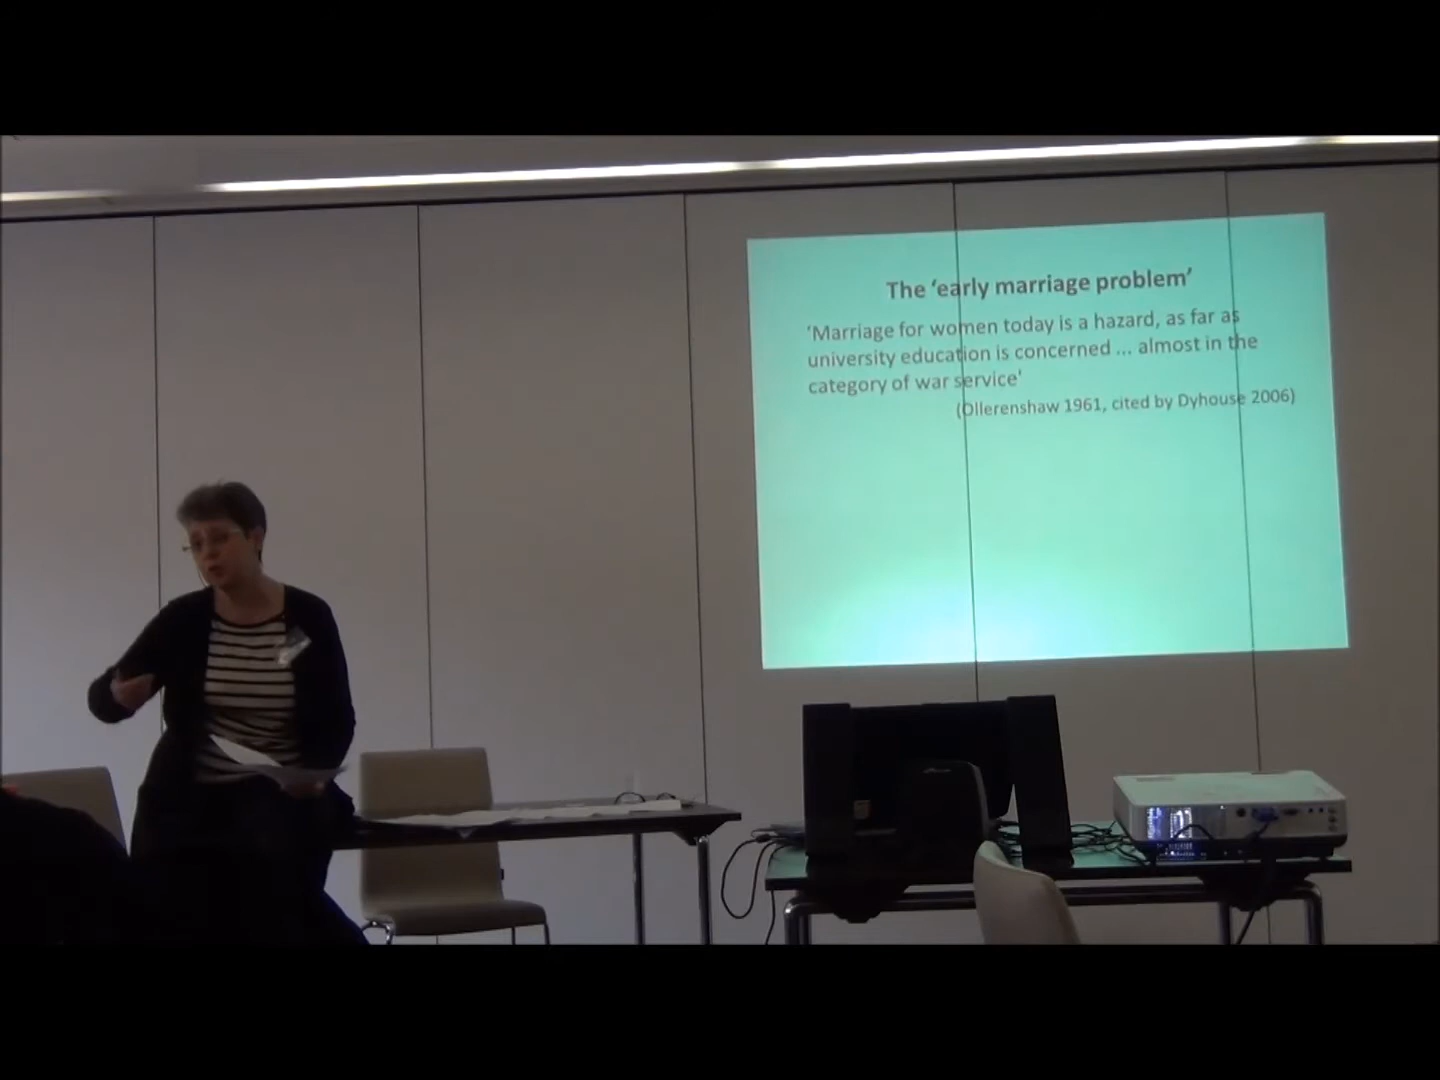 The ‘early marriage problem’
‘Marriage for women today is a hazard, as far as
university education is concerned ... almost in the
category of war service’
(Ollerenshaw 1961, cited by Dyhouse 2006)